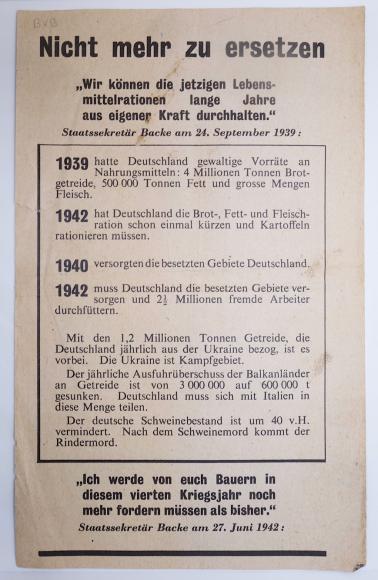 BvB
Nicht mehr zu ersetzen
„Wir können die jetzigen Lebens-
mittelrationen lange Jahre
aus eigener Kraft durchhalten.“
Staatssekretär Backe am 24. September 1939:
1939 hatte Deutschland gewaltige Vorräte an
Nahrungsmitteln: 4 Millionen Tonnen Brot-
getreide, 500 000 Tonnen Fett und grosse Mengen
Fleisch.
1942 hat Deutschland die Brot-, Fett- und Fleisch-
ration schon einmal kürzen und Kartoffeln
rationieren müssen.
1940 versorgten die besetzten Gebiete Deutschland.
1942 muss Deutschland die besetzten Gebiete ver-
sorgen und 2½ Millionen fremde Arbeiter
durchfüttern.
Mit den 1,2 Millionen Tonnen Getreide, die
Deutschland jährlich aus der Ukraine bezog, ist es
vorbei. Die Ukraine ist Kampfgebiet.
Der jährliche Ausfuhrüberschuss der Balkanländer
an Getreide ist von 3 000 000 auf 600 000 t
gesunken. Deutschland muss sich mit Italien in
diese Menge teilen.
Der deutsche Schweinebestand ist um 40 v.H.
vermindert. Nach dem Schweinemord kommt der
Rindermord.
„Ich werde von euch Bauern in
diesem vierten Kriegsjahr noch
mehr fordern müssen als bisher.“
Staatssekretär Backe am 27. Juni 1942: